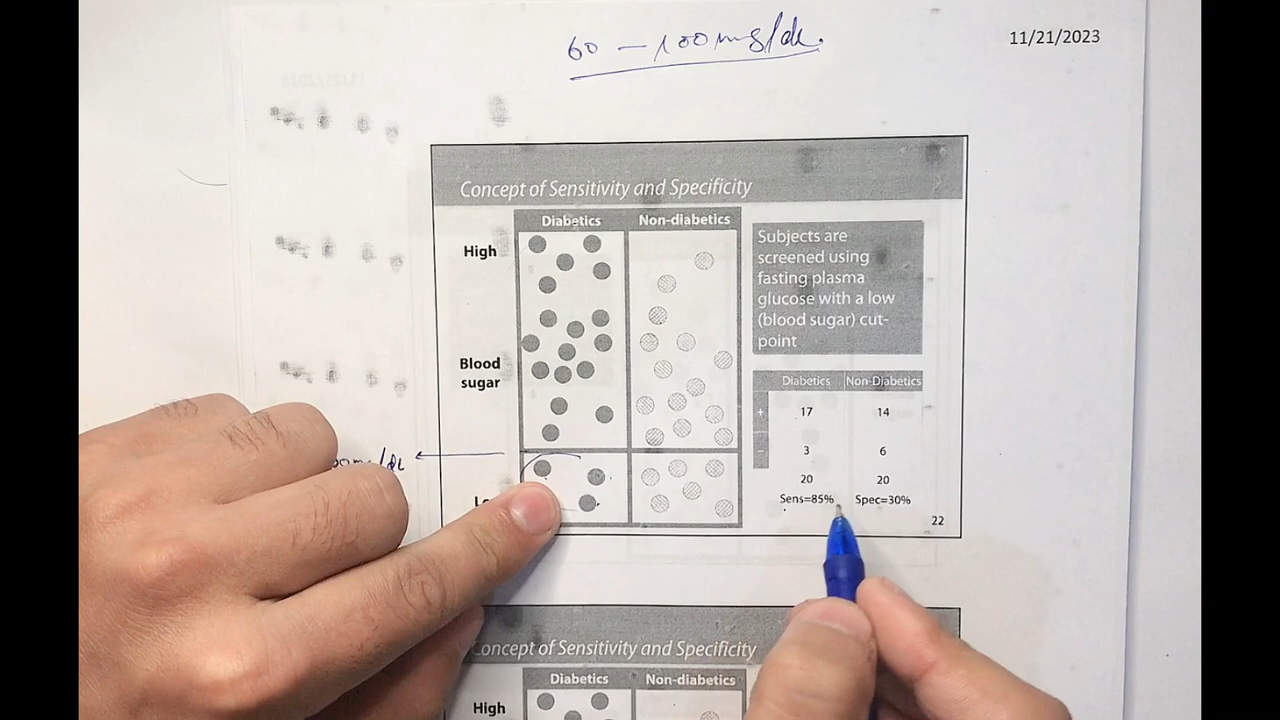 60 – 100 mg/dL.
11/21/2023
Concept of Sensitivity and Specificity
Diabetics Non-diabetics
High
Blood
sugar
Subjects are
screened using
fasting plasma
glucose with a low
(blood sugar) cut-
point
Diabetics Non-Diabetics
+ 17 14
- 3 6
20 20
Sens=85% Spec=30%
22
Concept of Sensitivity and Specificity
Diabetics Non-diabetics
High